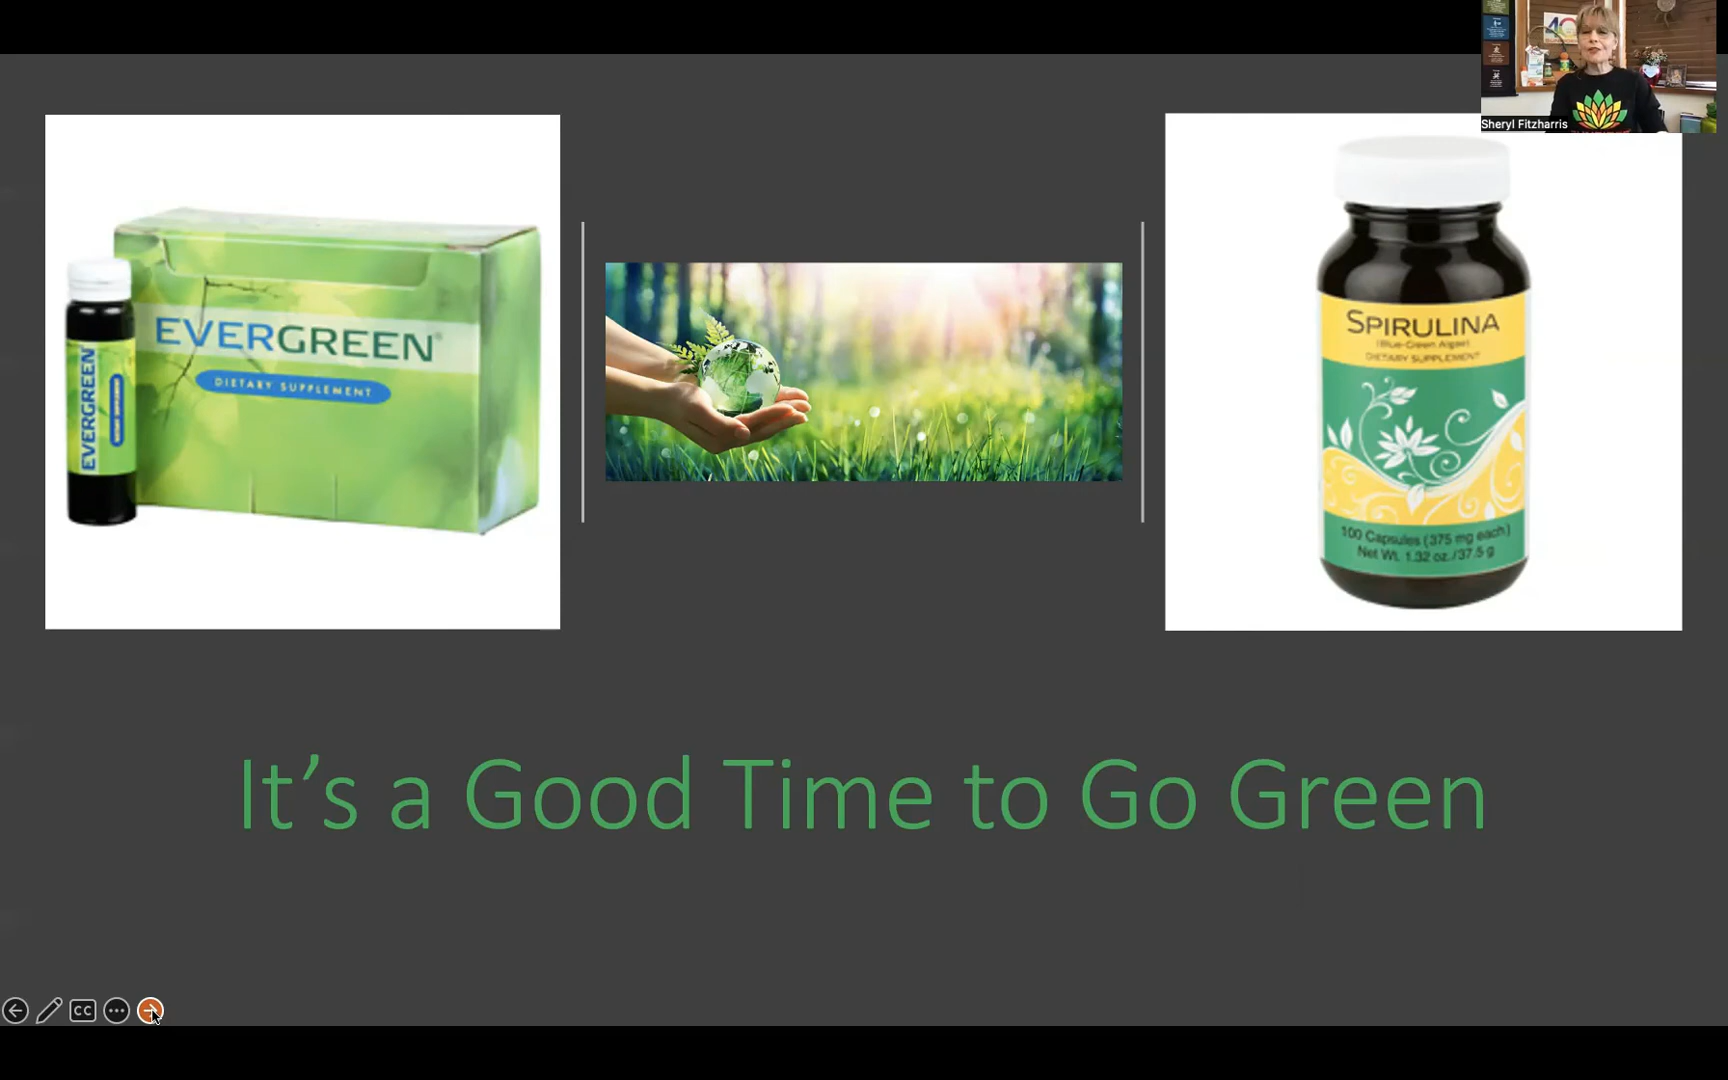 Sheryl Fitzharris
EVERGREEN®
DIETARY SUPPLEMENT
EVERGREEN
SPIRULINA
(Blue-Green Algae)
DIETARY SUPPLEMENT
100 Capsules (375 mg each)
Net Wt. 1.32 oz./37.5 g
It’s a Good Time to Go Green
CC